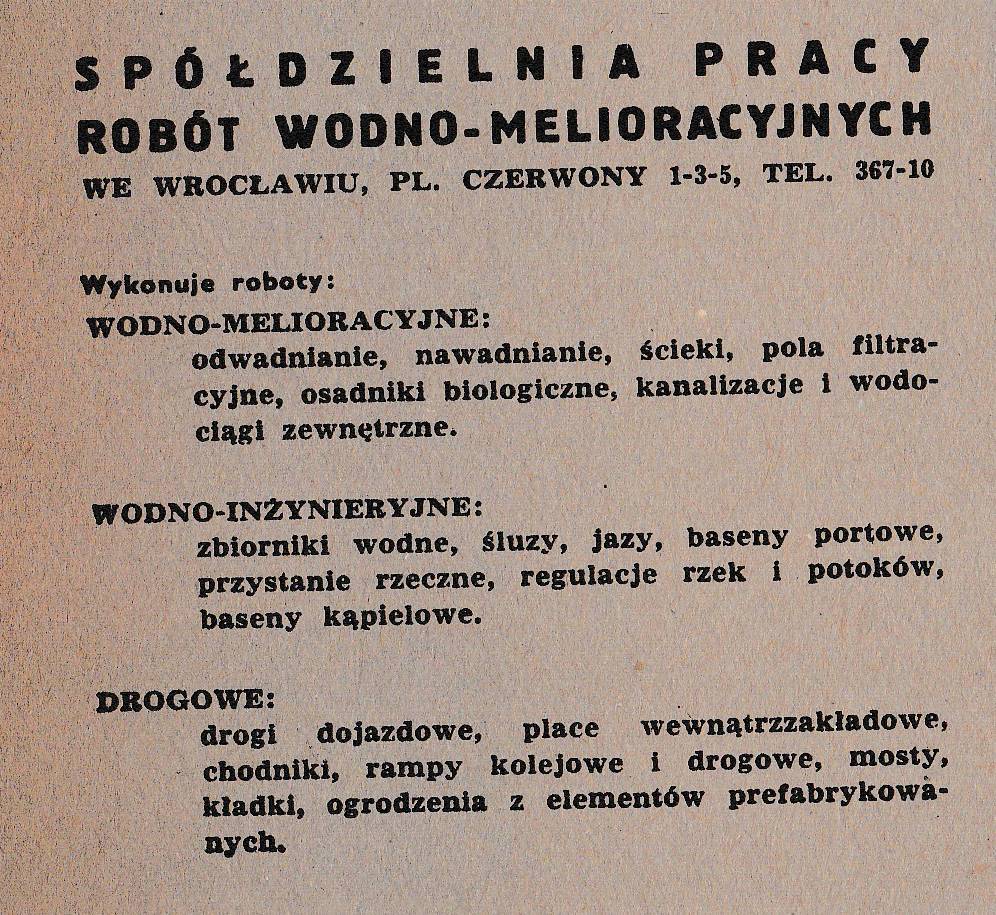 SPÓŁDZIELNIA PRACY
ROBÓT WODNO-MELIORACYJNYCH
WE WROCŁAWIU, PL. CZERWONY 1-3-5, TEL. 367-10
Wykonuje roboty:
WODNO-MELIORACYJNE:
odwadnianie, nawadnianie, ścieki, pola filtra-
cyjne, osadniki biologiczne, kanalizacje i wodo-
ciągi zewnętrzne.
WODNO-INŻYNIERYJNE:
zbiorniki wodne, śluzy, jazy, baseny portowe,
przystanie rzeczne, regulacje rzek i potoków,
baseny kąpielowe.
DROGOWE:
drogi dojazdowe, place wewnątrzzakładowe,
chodniki, rampy kolejowe i drogowe, mosty,
kładki, ogrodzenia z elementów prefabrykowa-
nych.